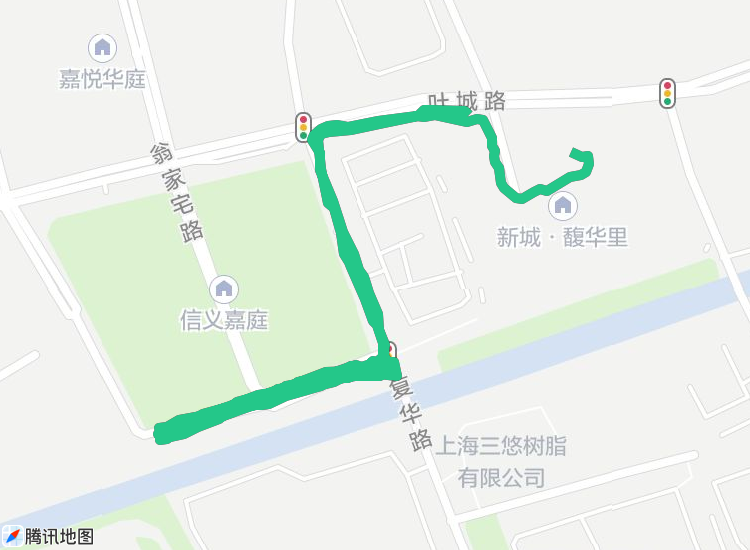 嘉悦华庭
叶城路
翁家宅路
新城·馥华里
信义嘉庭
复华路
上海三悠树脂
有限公司
腾讯地图